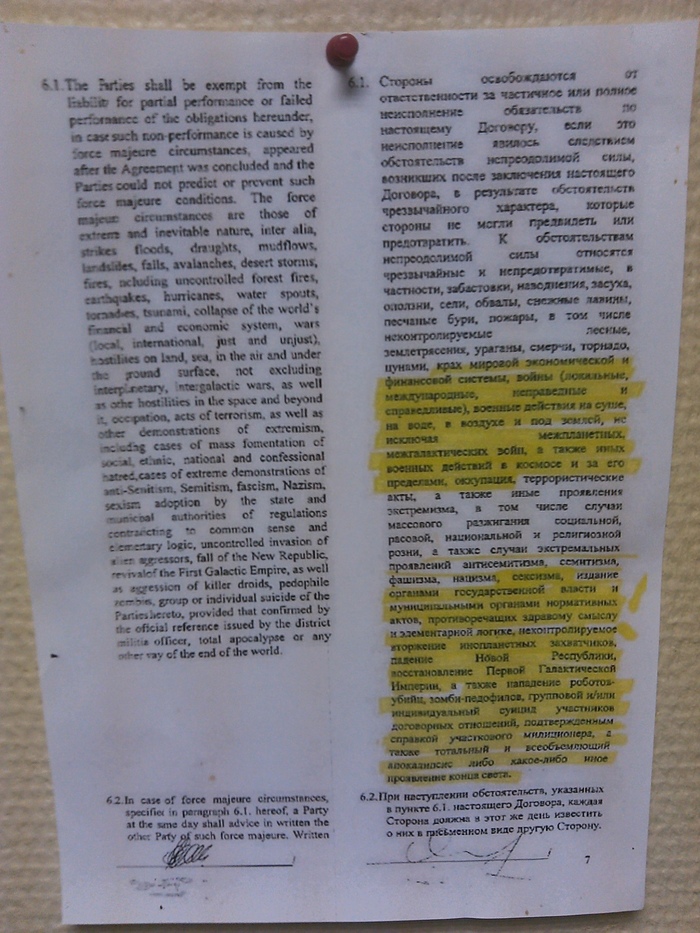 6.1. The Parties shall be exempt from the
liability for partial performance or failed
performance of the obligations hereunder,
in case such non-performance is caused by
force majeure circumstances, appeared
after the Agreement was concluded and the
Parties could not predict or prevent such
force majeure conditions. The force
majeure circumstances are those of
extreme and inevitable nature, inter alia,
strikes floods, draughts, mudflows,
landslides, falls, avalanches, desert storms,
fires, including uncontrolled forest fires,
earthquakes, hurricanes, water spouts,
tornadoes, tsunami, collapse of the world's
financial and economic system, wars
(local, international, just and unjust),
hostilities on land, sea, in the air and under
the ground surface, not excluding
interplanetary, intergalactic wars, as well
as other hostilities in the space and beyond
it, occupation, acts of terrorism, as well as
other demonstrations of extremism,
including cases of mass fomentation of
social, ethnic, national and confessional
hatred, cases of extreme demonstrations of
anti-Semitism, Semitism, fascism, Nazism,
sexism adoption by the state and
municipal authorities of regulations
contradicting to common sense and
elementary logic, uncontrolled invasion of
alien aggressors, fall of the New Republic,
revival of the First Galactic Empire, as well
as aggression of killer droids, pedophile
zombies, group or individual suicide of the
Parties hereto, provided that confirmed by
the official reference issued by the district
militia officer, total apocalypse or any
other way of the end of the world.
6.2. In case of force majeure circumstances,
specified in paragraph 6.1. hereof, a Party
at the same day shall advice in written the
other Party of such force majeure. Written
6.1. Стороны освобождаются от
ответственности за частичное или полное
неисполнение обязательств по
настоящему Договору, если это
неисполнение явилось следствием
обстоятельств непреодолимой силы,
возникших после заключения настоящего
Договора, в результате обстоятельств
чрезвычайного характера, которые
стороны не могли предвидеть или
предотвратить. К обстоятельствам
непреодолимой силы относятся
чрезвычайные и непредотвратимые, в
частности, забастовки, наводнения, засуха,
оползни, сели, обвалы, снежные лавины,
песчаные бури, пожары, в том числе
неконтролируемые лесные,
землетрясения, ураганы, смерчи, торнадо,
цунами, крах мировой экономической и
финансовой системы, войны (локальные,
международные, неправедные и
справедливые), военные действия на суше,
на воде, в воздухе и под землей, не
исключая межпланетных,
межгалактических войн, а также иных
военных действий в космосе и за его
пределами, оккупация, террористические
акты, а также иные проявления
экстремизма, в том числе случаи
массового разжигания социальной,
расовой, национальной и религиозной
розни, а также случаи экстремальных
проявлений антисемитизма, семитизма,
фашизма, нацизма, сексизма, издание
органами государственной власти и
муниципальными органами нормативных
актов, противоречащих здравому смыслу
и элементарной логике, неконтролируемое
вторжение инопланетных захватчиков,
падение Новой Республики,
восстановление Первой Галактической
Империи, а также нападение роботов-
убийц, зомби-педофилов, групповой и/или
индивидуальный суицид участников
договорных отношений, подтвержденным
справкой участкового милиционера, а
также тотальный и всеобъемлющий
апокалипсис либо какое-либо иное
проявление конца света.
6.2. При наступлении обстоятельств, указанных
в пункте 6.1. настоящего Договора, каждая
Сторона должна в этот же день известить
о них в письменном виде другую Сторону.
7